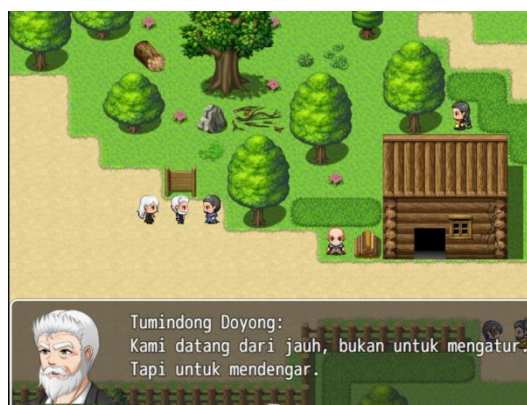 Tumindong Doyong:
Kami datang dari jauh, bukan untuk mengatur.
Tapi untuk mendengar.